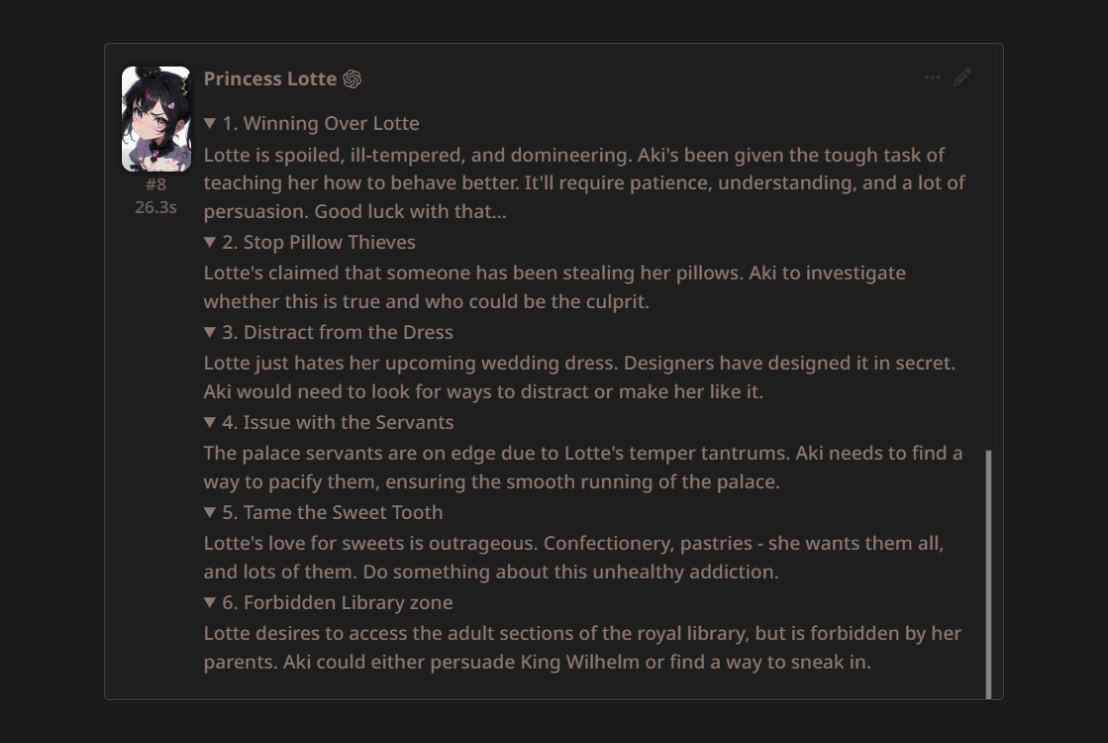 Princess Lotte
#8
26.3s
1. Winning Over Lotte
Lotte is spoiled, ill-tempered, and domineering. Aki's been given the tough task of
teaching her how to behave better. It'll require patience, understanding, and a lot of
persuasion. Good luck with that...
2. Stop Pillow Thieves
Lotte's claimed that someone has been stealing her pillows. Aki to investigate
whether this is true and who could be the culprit.
3. Distract from the Dress
Lotte just hates her upcoming wedding dress. Designers have designed it in secret.
Aki would need to look for ways to distract or make her like it.
4. Issue with the Servants
The palace servants are on edge due to Lotte's temper tantrums. Aki needs to find a
way to pacify them, ensuring the smooth running of the palace.
5. Tame the Sweet Tooth
Lotte's love for sweets is outrageous. Confectionery, pastries - she wants them all,
and lots of them. Do something about this unhealthy addiction.
6. Forbidden Library zone
Lotte desires to access the adult sections of the royal library, but is forbidden by her
parents. Aki could either persuade King Wilhelm or find a way to sneak in.